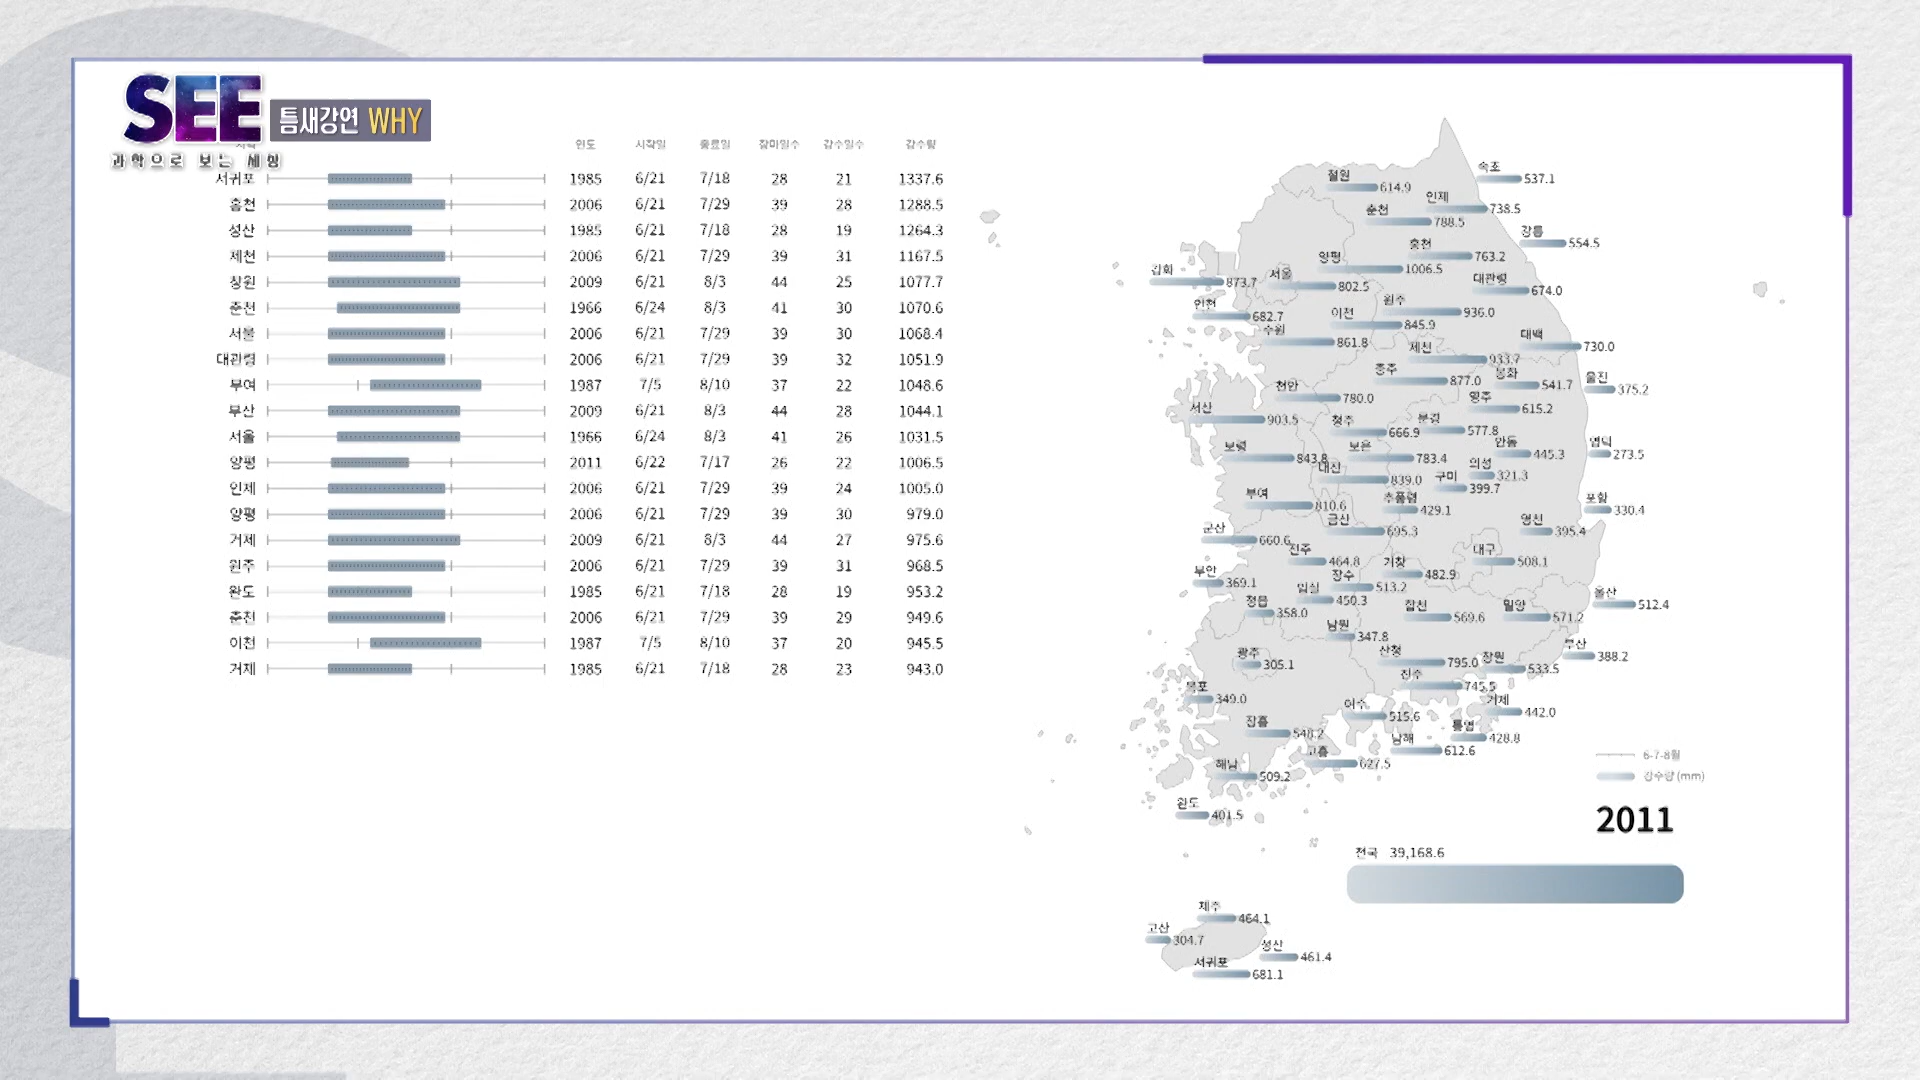 SEE 틈새강연 WHY
과학으로 보는 세상
연도 시작일 종료일 장마일수 강수일수 강수량
서귀포 1985 6/21 7/18 28 21 1337.6
홍천 2006 6/21 7/29 39 28 1288.5
성산 1985 6/21 7/18 28 19 1264.3
제천 2006 6/21 7/29 39 31 1167.5
창원 2009 6/21 8/3 44 25 1077.7
춘천 1966 6/24 8/3 41 30 1070.6
서울 2006 6/21 7/29 39 30 1068.4
대관령 2006 6/21 7/29 39 32 1051.9
부여 1987 7/5 8/10 37 22 1048.6
부산 2009 6/21 8/3 44 28 1044.1
서울 1966 6/24 8/3 41 26 1031.5
양평 2011 6/22 7/17 26 22 1006.5
인제 2006 6/21 7/29 39 24 1005.0
양평 2006 6/21 7/29 39 30 979.0
거제 2009 6/21 8/3 44 27 975.6
원주 2006 6/21 7/29 39 31 968.5
완도 1985 6/21 7/18 28 19 953.2
춘천 2006 6/21 7/29 39 29 949.6
이천 1987 7/5 8/10 37 20 945.5
거제 1985 6/21 7/18 28 23 943.0
속초 537.1
철원 614.9
인제 738.5
춘천 788.5
강릉 554.5
홍천 763.2
양평 1006.5
강화 873.7
서울 802.5
대관령 674.0
인천 682.7
원주 936.0
이천 845.9
수원 861.8
태백 730.0
제천 933.7
충주 877.0
봉화 541.7
울진 375.2
천안 780.0
영주 615.2
서산 903.5
청주 666.9
문경 577.8
안동 445.3
영덕 273.5
보령 843.8
보은 783.4
대전 839.0
의성 321.3
구미 399.7
부여 810.6
추풍령 429.1
포항 330.4
금산 695.3
영천 395.4
군산 660.6
전주 464.8
거창 482.9
대구 508.1
부안 369.1
장수 513.2
임실 450.3
정읍 358.0
합천 569.6
밀양 571.2
울산 512.4
남원 347.8
광주 305.1
산청 795.0
창원 533.5
부산 388.2
진주 745.5
목포 349.0
여수 515.6
거제 442.0
장흥 548.2
통영 428.8
남해 612.6
고흥 627.5
해남 509.2
완도 401.5
6-7-8월
강수량 (mm)
2011
전국 39,168.6
제주 464.1
고산 304.7
성산 461.4
서귀포 681.1